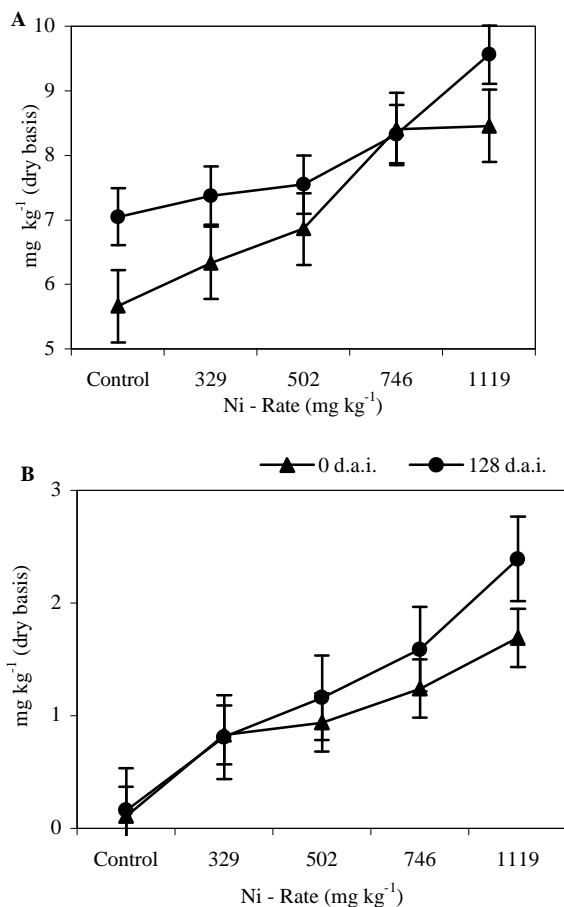 A
10
9
8
7
6
5
mg kg⁻¹ (dry basis)
Control 329 502 746 1119
Ni - Rate (mg kg⁻¹)
0 d.a.i. 128 d.a.i.
B
3
2
1
0
mg kg⁻¹ (dry basis)
Control 329 502 746 1119
Ni - Rate (mg kg⁻¹)